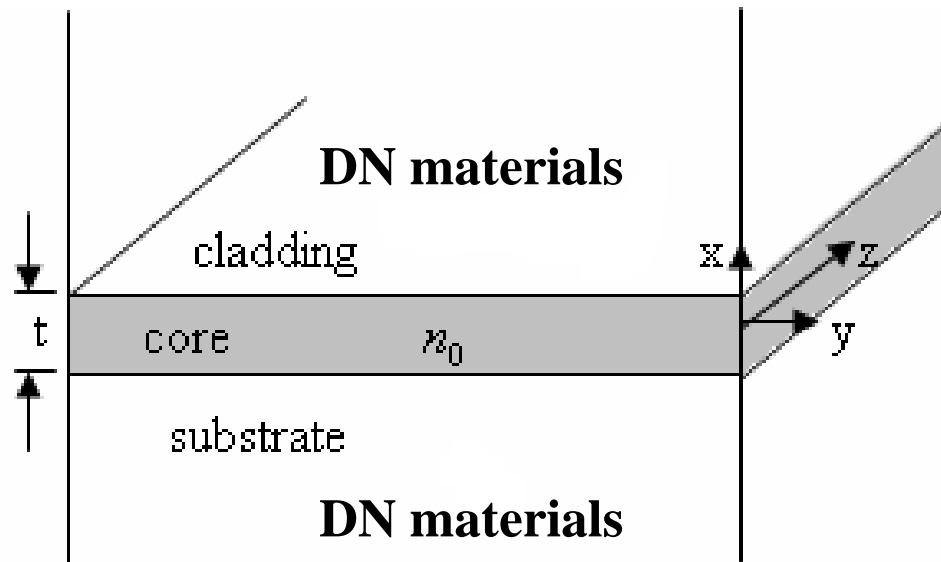 DN materials
cladding
x
z
t
core
n₀
y
substrate
DN materials